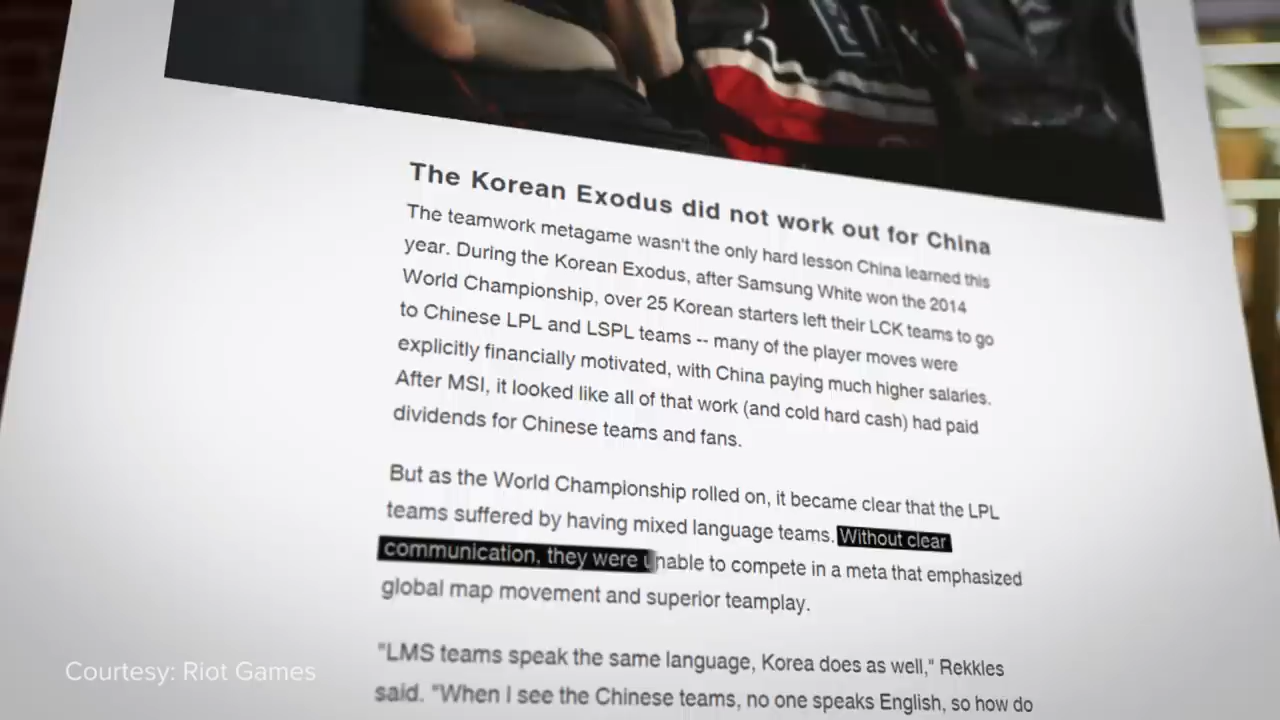 The Korean Exodus did not work out for China
The teamwork metagame wasn't the only hard lesson China learned this
year. During the Korean Exodus, after Samsung White won the 2014
World Championship, over 25 Korean starters left their LCK teams to go
to Chinese LPL and LSPL teams -- many of the player moves were
explicitly financially motivated, with China paying much higher salaries.
After MSI, it looked like all of that work (and cold hard cash) had paid
dividends for Chinese teams and fans.
But as the World Championship rolled on, it became clear that the LPL
teams suffered by having mixed language teams. Without clear
communication, they were unable to compete in a meta that emphasized
global map movement and superior teamplay.
"LMS teams speak the same language, Korea does as well," Rekkles
said. "When I see the Chinese teams, no one speaks English, so how do
Courtesy: Riot Games